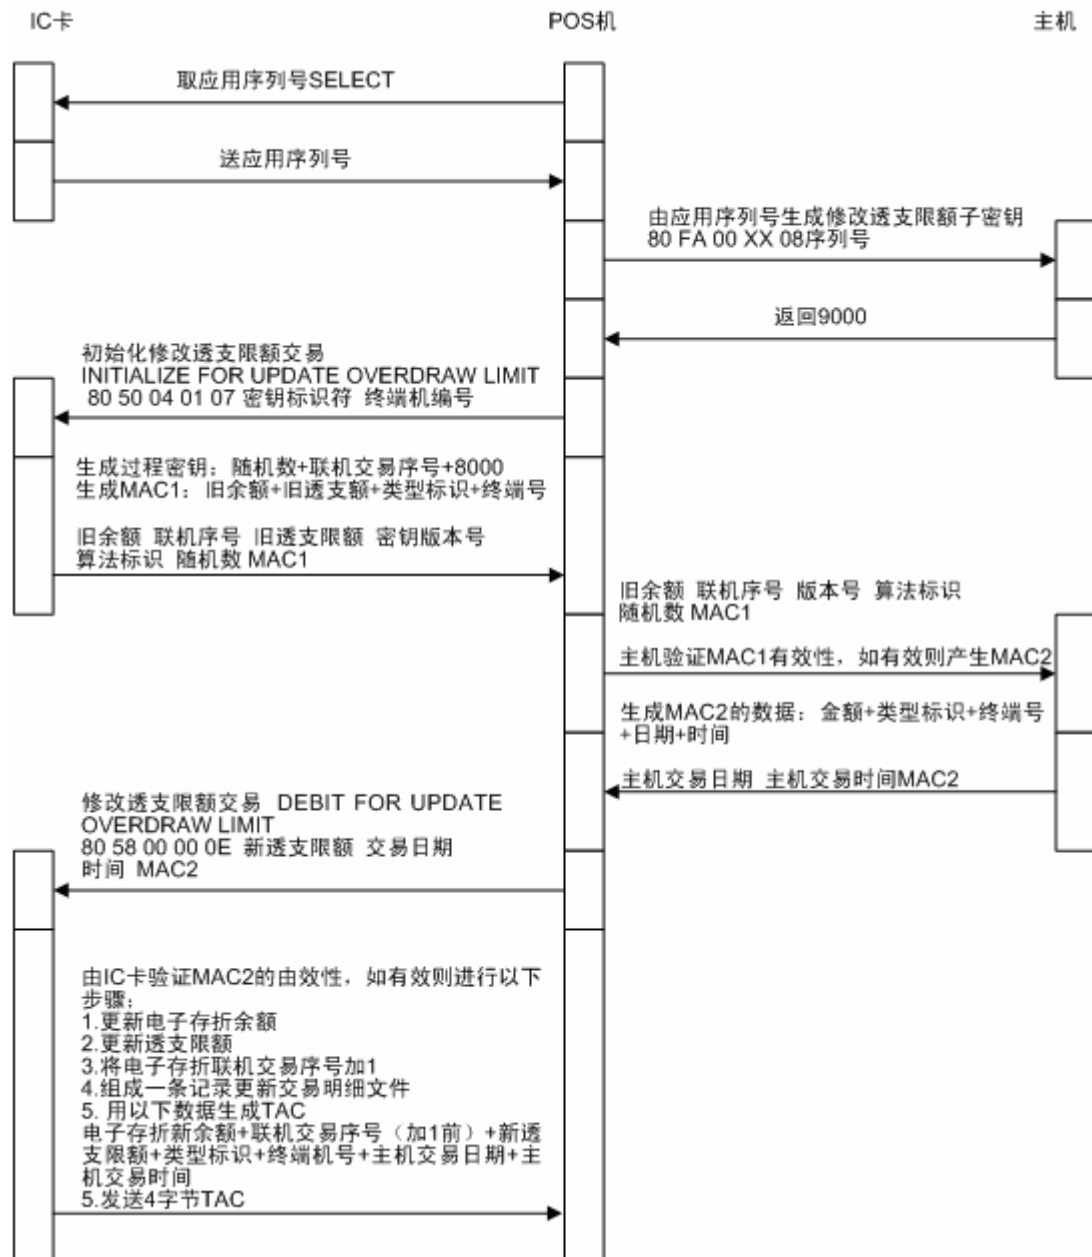 IC卡
POS机
主机
取应用序列号SELECT
送应用序列号
由应用序列号生成修改透支限额子密钥
80 FA 00 XX 08序列号
返回9000
初始化修改透支限额交易
INITIALIZE FOR UPDATE OVERDRAW LIMIT
80 50 04 01 07 密钥标识符 终端机编号
生成过程密钥：随机数+联机交易序号+8000
生成MAC1：旧余额+旧透支额+类型标识+终端号
旧余额 联机序号 旧透支限额 密钥版本号
算法标识 随机数 MAC1
旧余额 联机序号 版本号 算法标识
随机数 MAC1
主机验证MAC1有效性，如有效则产生MAC2
生成MAC2的数据：金额+类型标识+终端号
+日期+时间
主机交易日期 主机交易时间MAC2
修改透支限额交易 DEBIT FOR UPDATE
OVERDRAW LIMIT
80 58 00 00 0E 新透支限额 交易日期
时间 MAC2
由IC卡验证MAC2的由效性，如有效则进行以下
步骤：
1.更新电子存折余额
2.更新透支限额
3.将电子存折联机交易序号加1
4.组成一条记录更新交易明细文件
5. 用以下数据生成TAC
电子存折新余额+联机交易序号（加1前）+新透
支限额+类型标识+终端机号+主机交易日期+主
机交易时间
5.发送4字节TAC